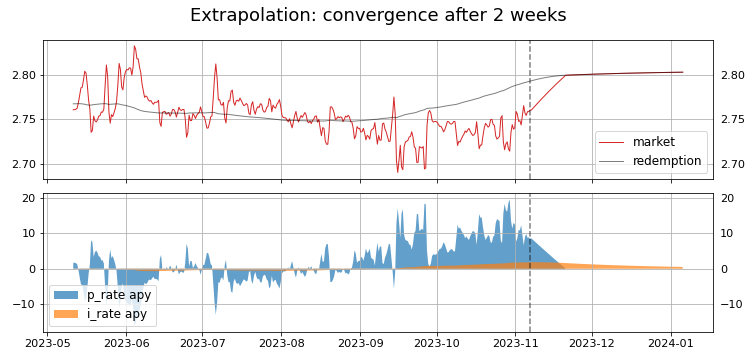 Extrapolation: convergence after 2 weeks
2.80 2.80
2.75 2.75
2.70 2.70
market
redemption
20 20
10 10
0 0
−10 −10
p_rate apy
i_rate apy
2023-05 2023-06 2023-07 2023-08 2023-09 2023-10 2023-11 2023-12 2024-01